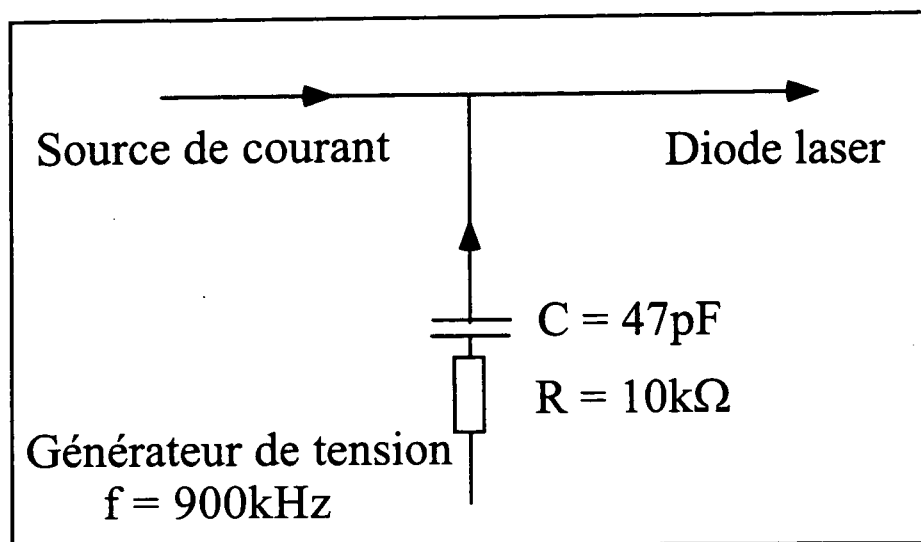 Source de courant
Diode laser
C = 47pF
R = 10kΩ
Générateur de tension
f = 900kHz